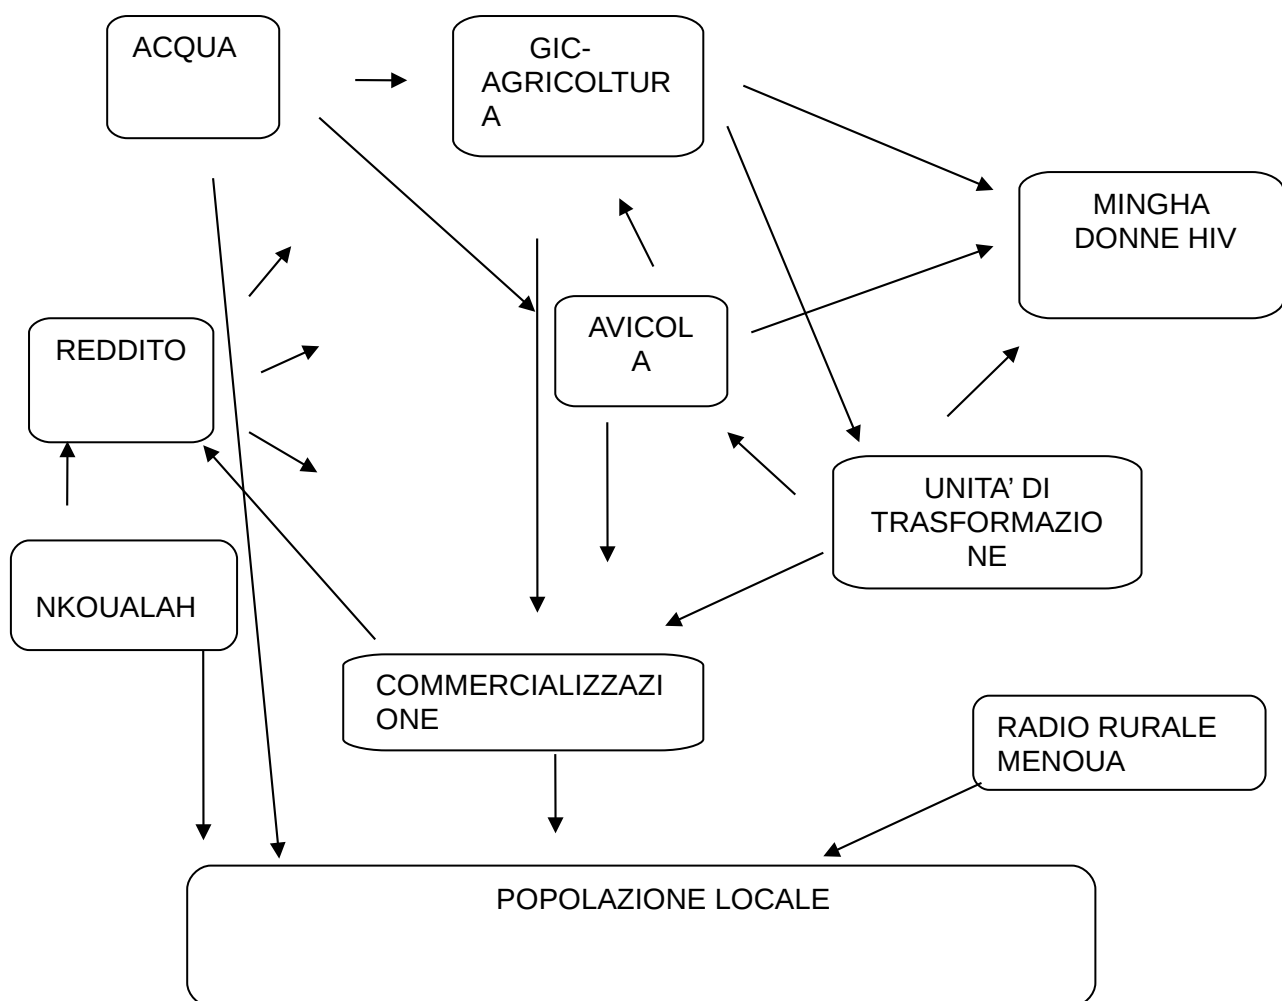 ACQUA
GIC-
AGRICOLTUR
A
MINGHA
DONNE HIV
REDDITO
AVICOL
A
UNITA’ DI
TRASFORMAZIO
NE
NKOUALAH
COMMERCIALIZZAZI
ONE
RADIO RURALE
MENOUA
POPOLAZIONE LOCALE